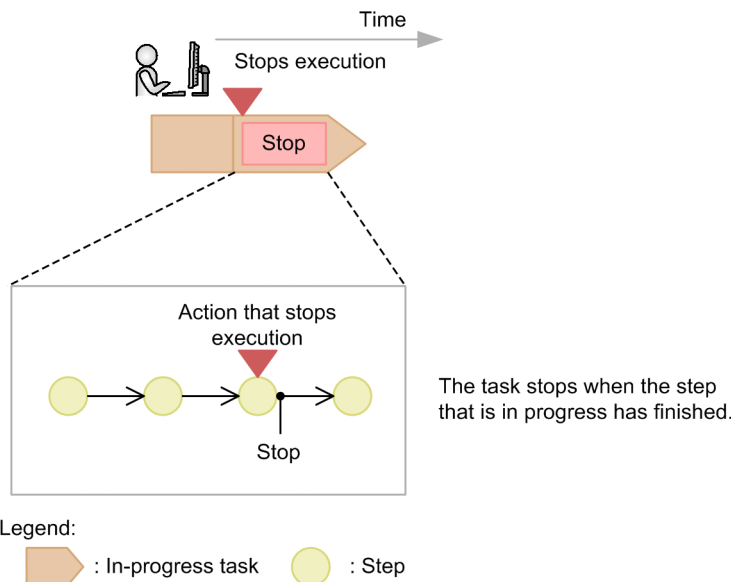 Time
Stops execution
Stop
Action that stops
execution
The task stops when the step
that is in progress has finished.
Stop
Legend:
: In-progress task
: Step